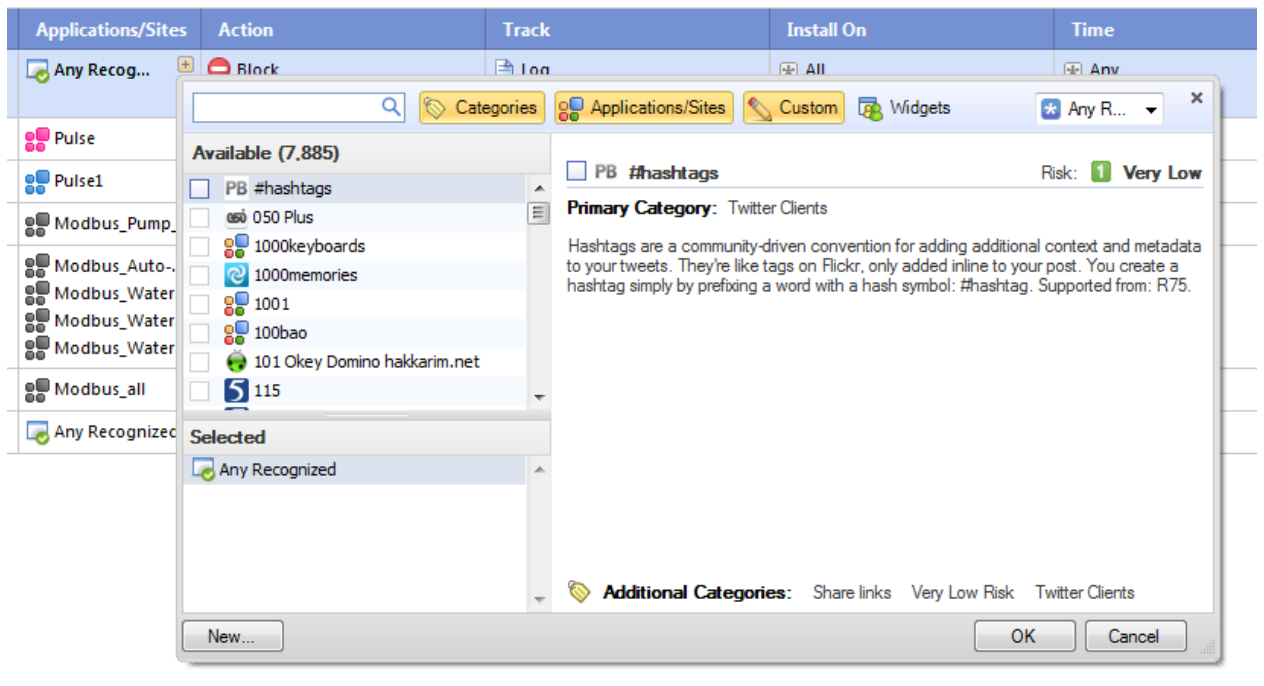 Applications/Sites Action Track Install On Time
Any Recog... Block Log All Any
Categories Applications/Sites Custom Widgets Any R...
Pulse
Pulse1
Modbus_Pump_
Modbus_Auto-.
Modbus_Water
Modbus_Water
Modbus_Water
Modbus_all
Any Recognized
Available (7,885)
PB #hashtags
050 050 Plus
1000keyboards
1000memories
1001
100bao
101 Okey Domino hakkarim.net
5 115
Selected
Any Recognized
PB #hashtags Risk: 1 Very Low
Primary Category: Twitter Clients
Hashtags are a community-driven convention for adding additional context and metadata
to your tweets. They're like tags on Flickr, only added inline to your post. You create a
hashtag simply by prefixing a word with a hash symbol: #hashtag. Supported from: R75.
Additional Categories: Share links Very Low Risk Twitter Clients
New... OK Cancel